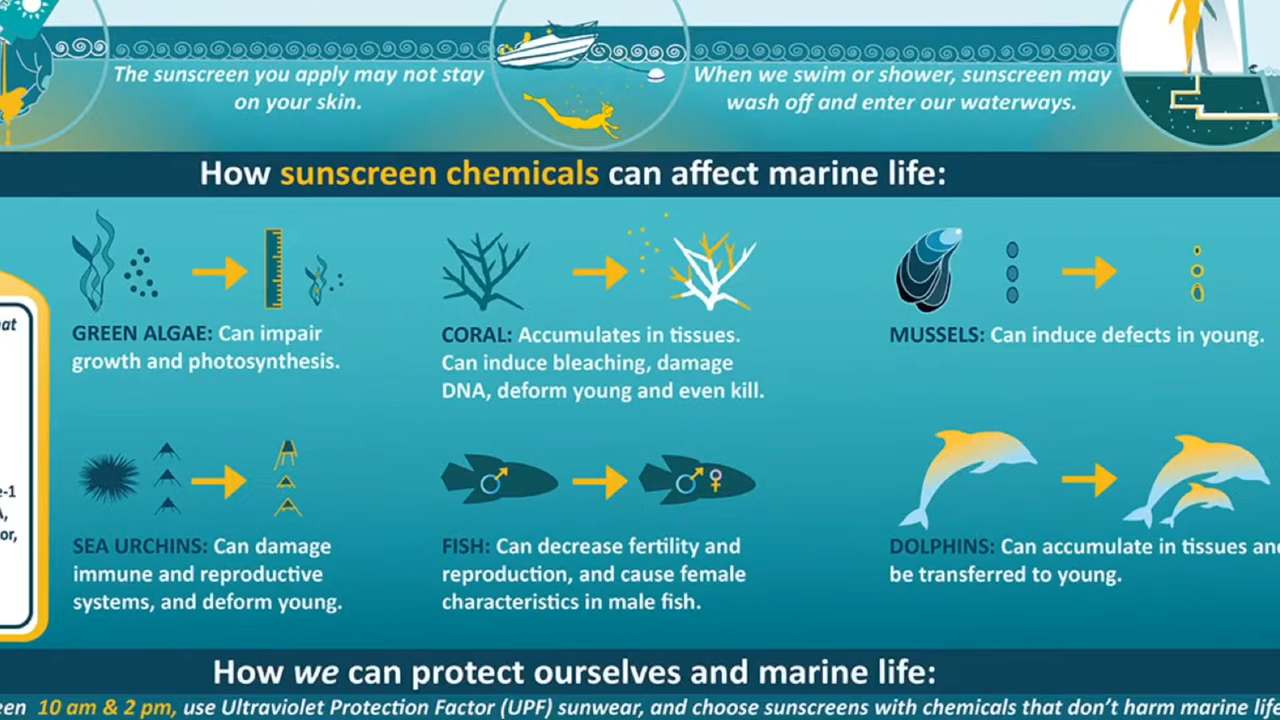 The sunscreen you apply may not stay
on your skin.
When we swim or shower, sunscreen may
wash off and enter our waterways.
How sunscreen chemicals can affect marine life:
GREEN ALGAE: Can impair
growth and photosynthesis.
CORAL: Accumulates in tissues.
Can induce bleaching, damage
DNA, deform young and even kill.
MUSSELS: Can induce defects in young.
SEA URCHINS: Can damage
immune and reproductive
systems, and deform young.
FISH: Can decrease fertility and
reproduction, and cause female
characteristics in male fish.
DOLPHINS: Can accumulate in tissues and
be transferred to young.
How we can protect ourselves and marine life:
10 am & 2 pm, use Ultraviolet Protection Factor (UPF) sunwear, and choose sunscreens with chemicals that don't harm marine life